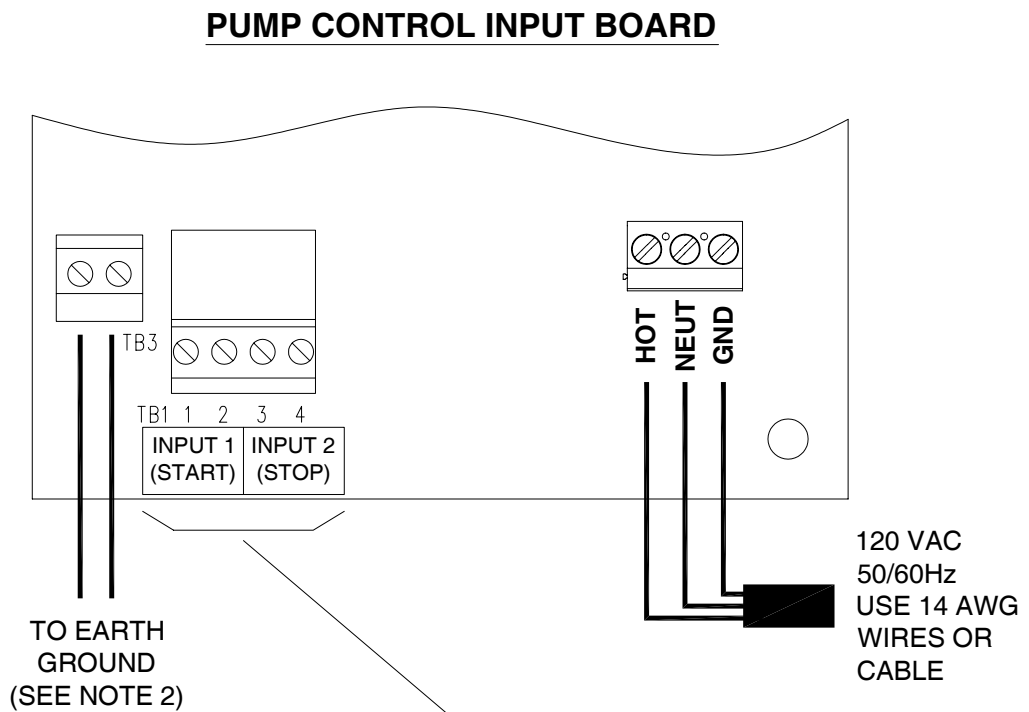 PUMP CONTROL INPUT BOARD
HOT
NEUT
GND
TB3
TB1 1 2 3 4
INPUT 1
(START)
INPUT 2
(STOP)
TO EARTH
GROUND
(SEE NOTE 2)
120 VAC
50/60Hz
USE 14 AWG
WIRES OR
CABLE